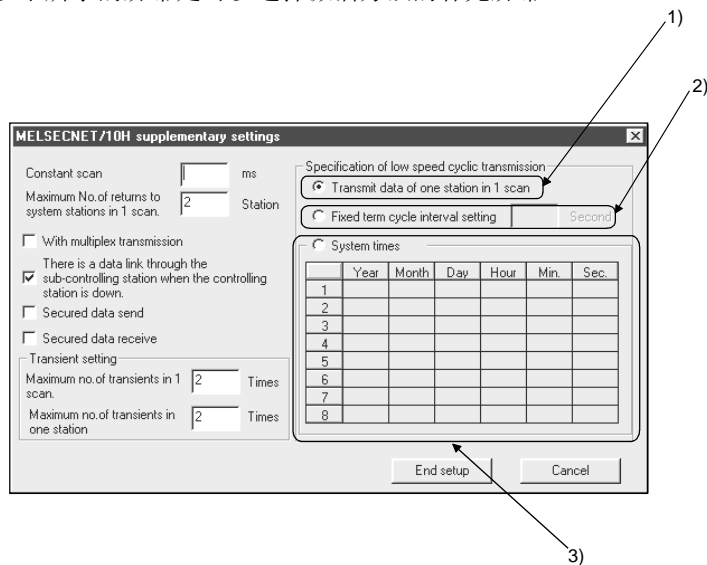 1)
2)
MELSECNET/10H supplementary settings
Constant scan ms
Maximum No.of returns to
system stations in 1 scan. 2 Station
With multiplex transmission
There is a data link through the
sub-controlling station when the controlling
station is down.
Secured data send
Secured data receive
Transient setting
Maximum no.of transients in 1
scan. 2 Times
Maximum no.of transients in
one station 2 Times
Specification of low speed cyclic transmission
Transmit data of one station in 1 scan
Fixed term cycle interval setting Second
System times
Year Month Day Hour Min. Sec.
1
2
3
4
5
6
7
8
End setup Cancel
3)